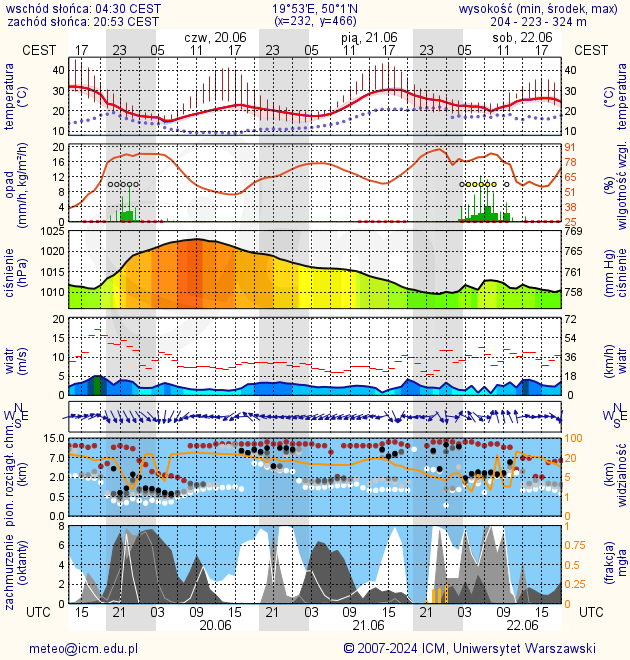 wschód słońca: 04:30 CEST
19°53'E, 50°1'N
wysokość (min, środek, max)
zachód słońca: 20:53 CEST
(x=232, y=466)
204 - 223 - 324 m
czw, 20.06
pią, 21.06
sob, 22.06
CEST 17 23 05 11 17 23 05 11 17 23 05 11 17 CEST
temperatura (°C)
40 30 20 10
40 30 20 10
temperatura (°C)
opad (mm/h, kg/m²/h)
20 16 12 8 4 0
91 78 64 51 38 25
(%) wilgotność wzgl.
ciśnienie (hPa)
1025 1020 1015 1010
769 765 761 758
(mm Hg) ciśnienie
wiatr (m/s)
20 15 10 5 0
72 54 36 18 0
(km/h) wiatr
N W E S
N W E S
pion. rozciągł. chm. (km)
15.0 7.0 2.0 0.5 0.0
100 20 5 1 0
(km) widzialność
zachmurzenie (oktanty)
8 6 4 2 0
1 0.75 0.5 0.25 0
(frakcja) mgła
UTC 15 21 03 09 15 21 03 09 15 21 03 09 15 UTC
20.06
21.06
22.06
meteo@icm.edu.pl
© 2007-2024 ICM, Uniwersytet Warszawski